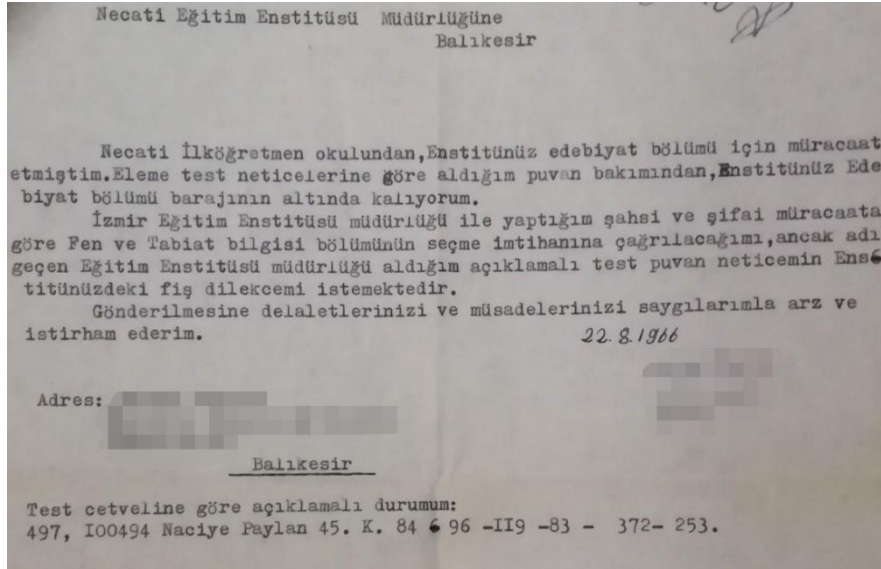 Necati Eğitim Enstitüsü Müdürlüğüne
Balıkesir
Necati İlköğretmen okulundan,Enstitünüz edebiyat bölümü için müracaat
etmiştim.Eleme test neticelerine göre aldığım puvan bakımından,Enstitünüz Ede
biyat bölümü barajının altında kalıyorum.
İzmir Eğitim Enstitüsü müdürlüğü ile yaptığım şahsi ve şifai müracaata
göre Fen ve Tabiat bilgisi bölümünün seçme imtihanına çağrılacağımı,ancak adı
geçen Eğitim Enstitüsü müdürlüğü aldığım açıklamalı test puvan neticemin Ens
titünüzdeki fiş dilekcemi istemektedir.
Gönderilmesine delaletlerinizi ve müsadelerinizi saygılarımla arz ve
istirham ederim. 22.8.1966
Adres:
Balıkesir
Test cetveline göre açıklamalı durumum:
497, I00494 Naciye Paylan 45. K. 84 6 96 -II9 -83 - 372- 253.